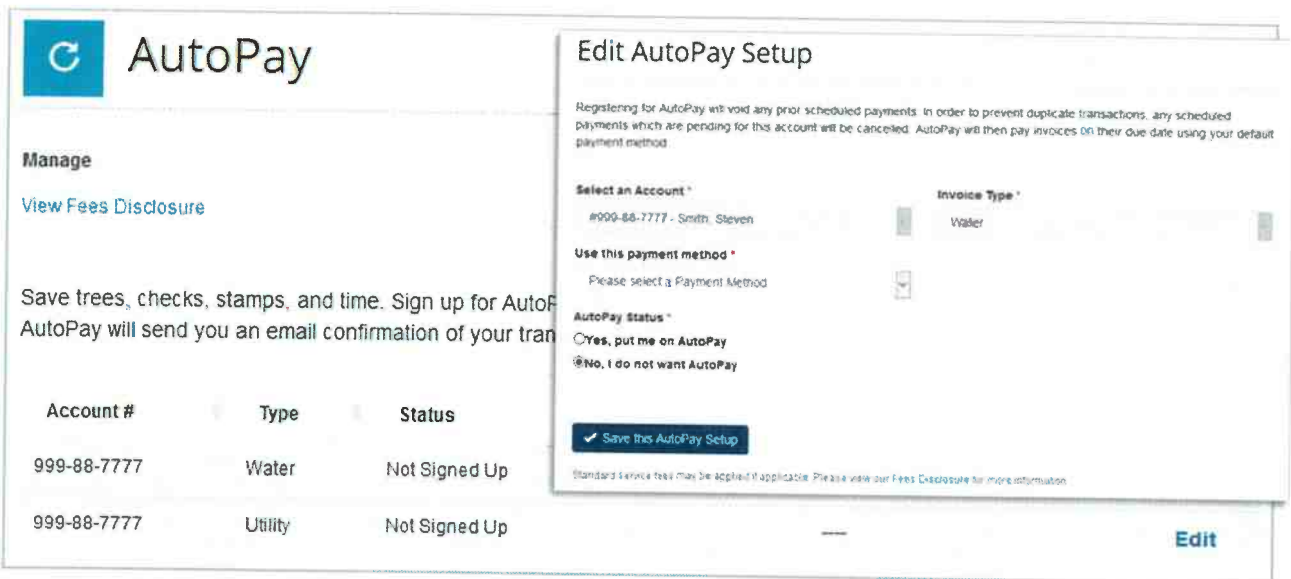 AutoPay
Manage
View Fees Disclosure
Save trees, checks, stamps, and time. Sign up for AutoP
AutoPay will send you an email confirmation of your tran
Account # Type Status
999-88-7777 Water Not Signed Up
999-88-7777 Utility Not Signed Up — Edit
Edit AutoPay Setup
Registering for AutoPay will void any prior scheduled payments. In order to prevent duplicate transactions, any scheduled
payments which are pending for this account will be cancelled. AutoPay will then pay invoices on their due date using your default
payment method.
Select an Account * Invoice Type *
#999-88-7777 - Smith, Steven Water
Use this payment method *
Please select a Payment Method
AutoPay Status *
Yes, put me on AutoPay
No, I do not want AutoPay
Save this AutoPay Setup
Standard service fees may be applied if applicable. Please view our Fees Disclosure for more information.